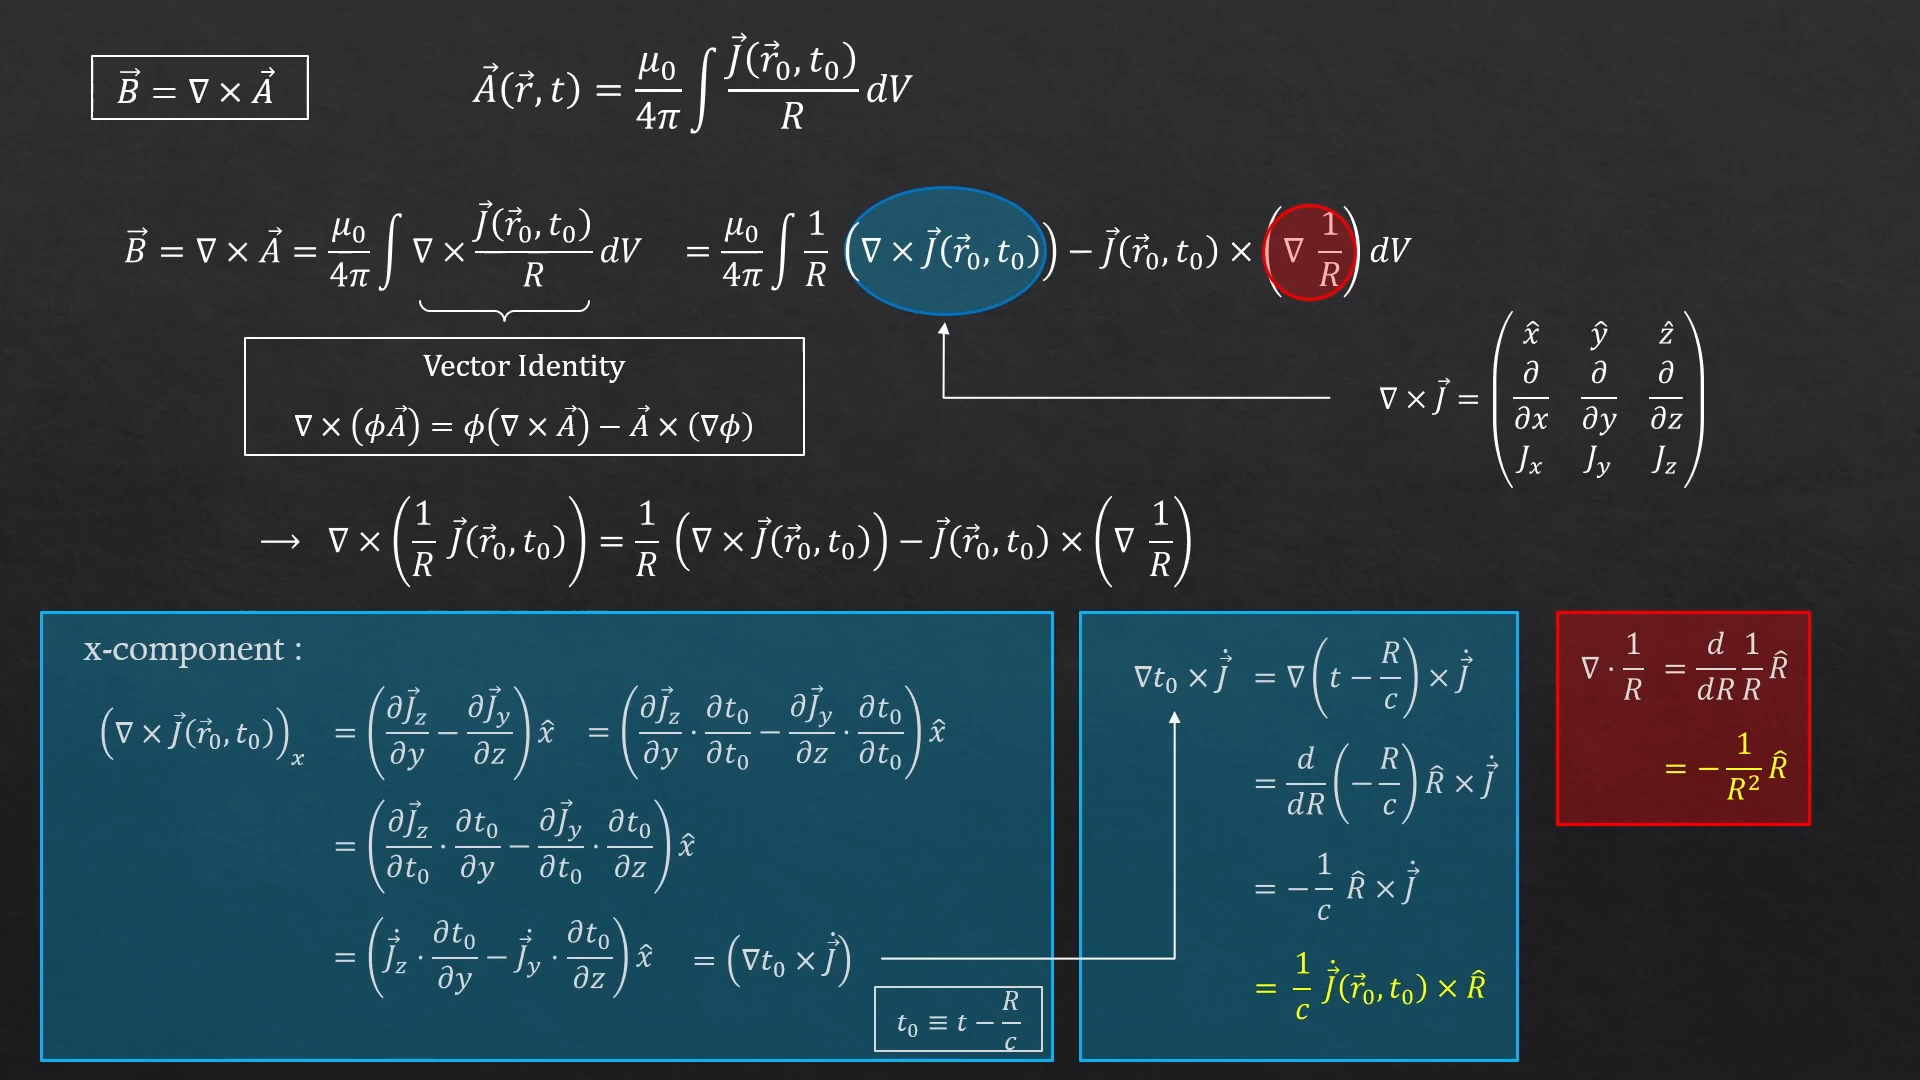 B⃗ = ∇ × A⃗
A⃗(r⃗, t) = μ₀/4π ∫ J⃗(r⃗₀, t₀)/R dV
B⃗ = ∇ × A⃗ = μ₀/4π ∫ ∇ × J⃗(r⃗₀, t₀)/R dV = μ₀/4π ∫ 1/R (∇ × J⃗(r⃗₀, t₀)) − J⃗(r⃗₀, t₀) × (∇ 1/R) dV
Vector Identity
∇ × (ϕA⃗) = ϕ(∇ × A⃗) − A⃗ × (∇ϕ)
∇ × J⃗ = (x̂ ŷ ẑ
∂/∂x ∂/∂y ∂/∂z
Jₓ J_y J_z)
⟶ ∇ × (1/R J⃗(r⃗₀, t₀)) = 1/R (∇ × J⃗(r⃗₀, t₀)) − J⃗(r⃗₀, t₀) × (∇ 1/R)
x-component :
(∇ × J⃗(r⃗₀, t₀))ₓ = (∂J⃗_z/∂y − ∂J⃗_y/∂z) x̂ = (∂J⃗_z/∂y · ∂t₀/∂t₀ − ∂J⃗_y/∂z · ∂t₀/∂t₀) x̂
= (∂J⃗_z/∂t₀ · ∂t₀/∂y − ∂J⃗_y/∂t₀ · ∂t₀/∂z) x̂
= (J⃗̇_z · ∂t₀/∂y − J⃗̇_y · ∂t₀/∂z) x̂ = (∇t₀ × J⃗̇)
t₀ ≡ t − R/c
∇t₀ × J⃗̇ = ∇(t − R/c) × J⃗̇
= d/dR (−R/c) R̂ × J⃗̇
= −1/c R̂ × J⃗̇
= 1/c J⃗̇(r⃗₀, t₀) × R̂
∇ · 1/R = d/dR 1/R R̂
= −1/R² R̂